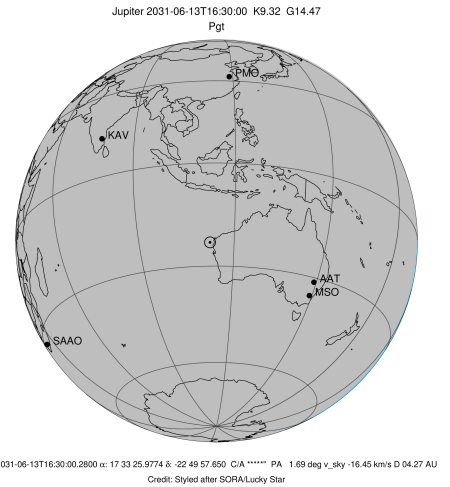 Jupiter 2031-06-13T16:30:00 K9.32 G14.47
Pgt
PMO
KAV
AAT
MSO
SAAO
031-06-13T16:30:00.2800 α: 17 33 25.9774 δ: -22 49 57.650 C/A *****" PA 1.69 deg v_sky -16.45 km/s D 04.27 AU
Credit: Styled after SORA/Lucky Star